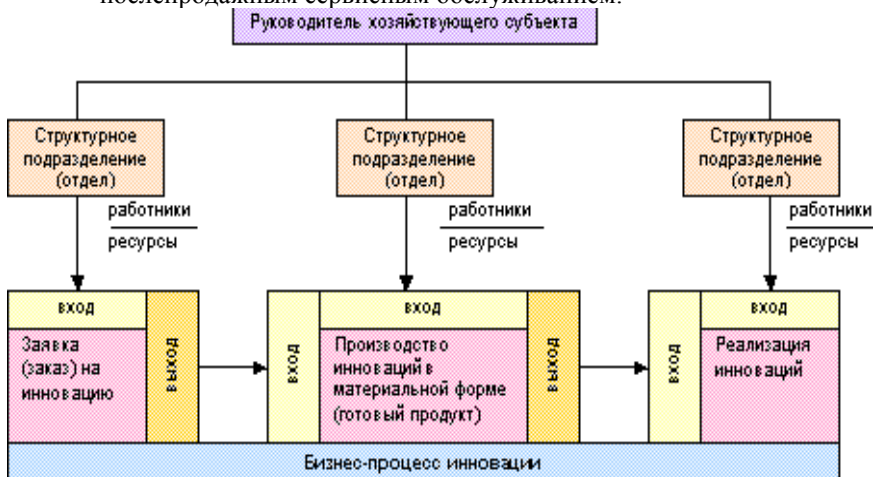 послепродажным сервисным обслуживанием.
Руководитель хозяйствующего субъекта
Структурное
подразделение
(отдел)
Структурное
подразделение
(отдел)
Структурное
подразделение
(отдел)
работники
ресурсы
работники
ресурсы
работники
ресурсы
вход
Заявка
(заказ) на
инновацию
выход
вход
вход
Производство
инноваций в
материальной форме
(готовый продукт)
выход
вход
вход
Реализация
инноваций
Бизнес-процесс инновации